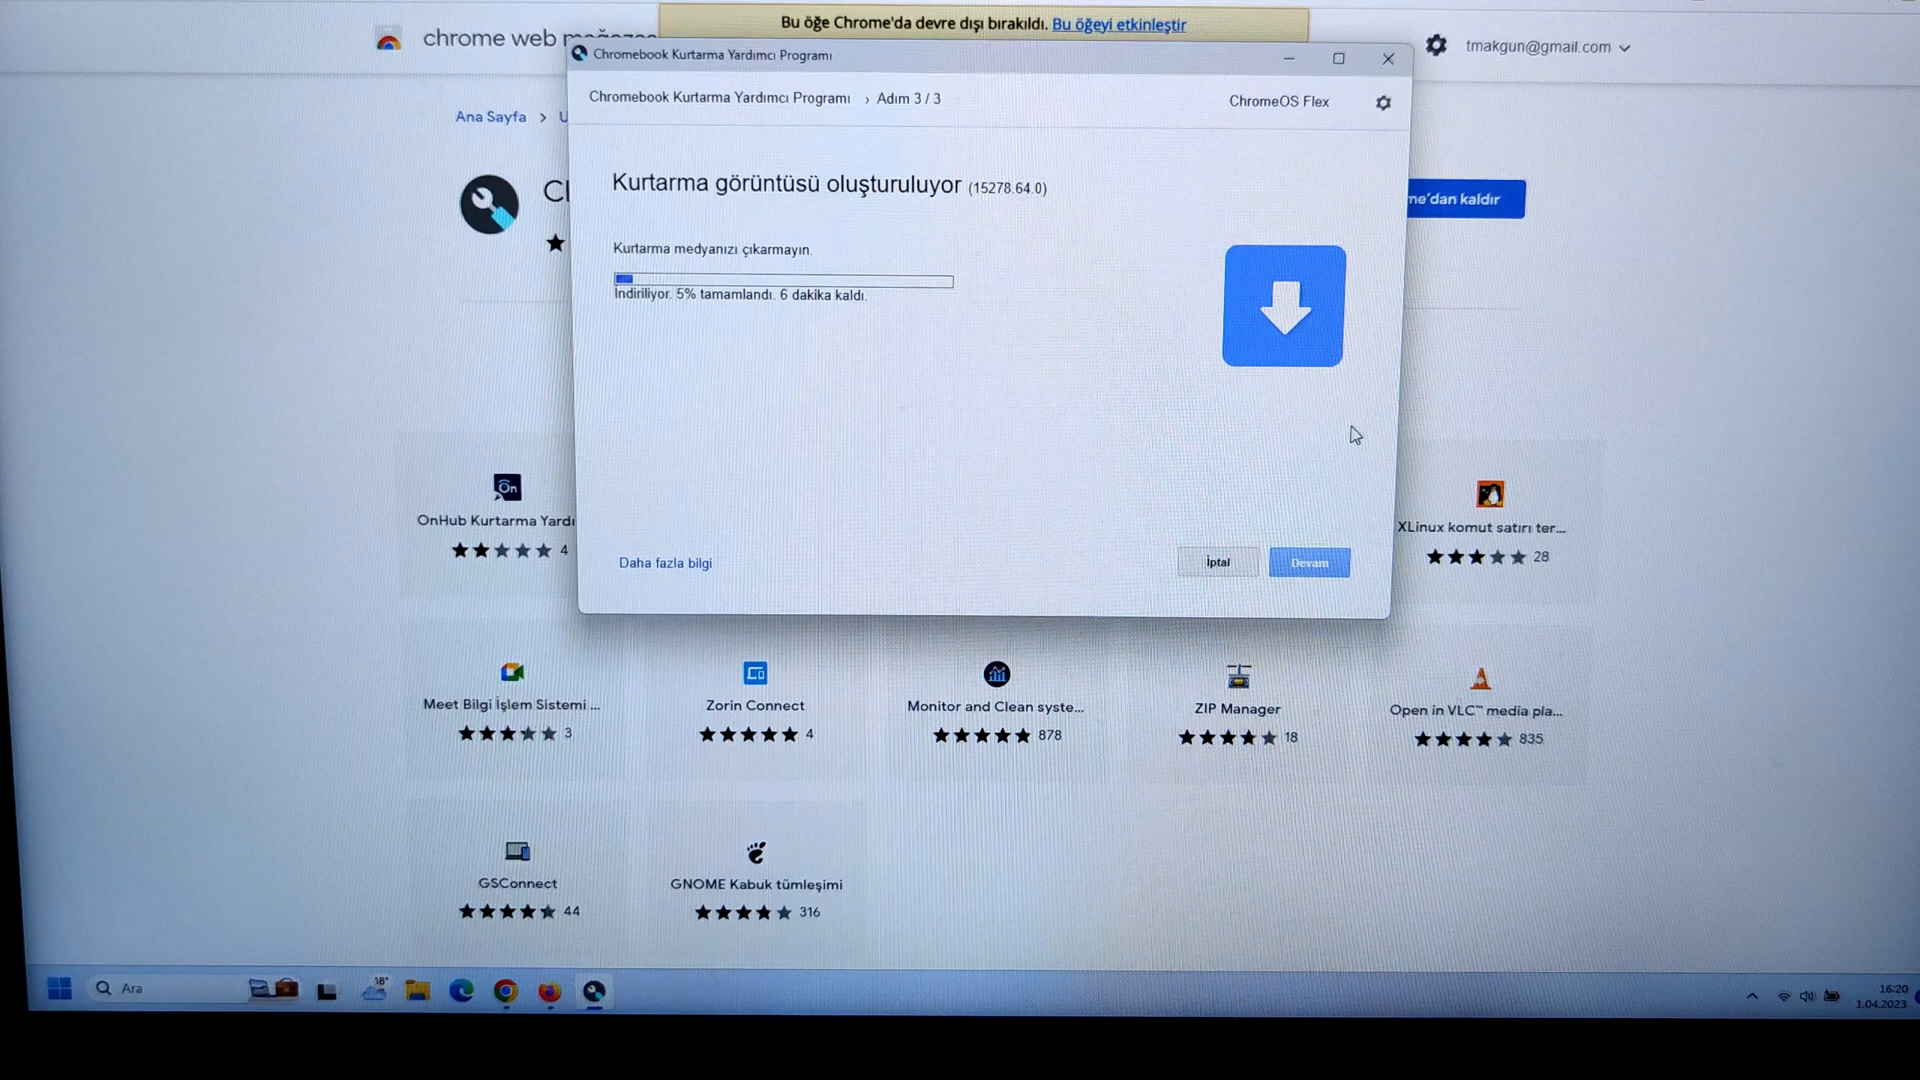 Bu öğe Chrome'da devre dışı bırakıldı. Bu öğeyi etkinleştir
chrome web
tmakgun@gmail.com
Chromebook Kurtarma Yardımcı Programı
Chromebook Kurtarma Yardımcı Programı › Adım 3 / 3
ChromeOS Flex
Ana Sayfa >
Kurtarma görüntüsü oluşturuluyor (15278.64.0)
me'dan kaldır
Kurtarma medyanızı çıkarmayın.
İndiriliyor. 5% tamamlandı. 6 dakika kaldı.
Daha fazla bilgi
İptal
Devam
On
OnHub Kurtarma Yardı
4
XLinux komut satırı ter...
28
Meet Bilgi İşlem Sistemi ...
3
Zorin Connect
4
Monitor and Clean syste...
878
ZIP Manager
18
Open in VLC™ media pla...
835
GSConnect
44
GNOME Kabuk tümleşimi
316
Ara
18°
16:20
1.04.2023